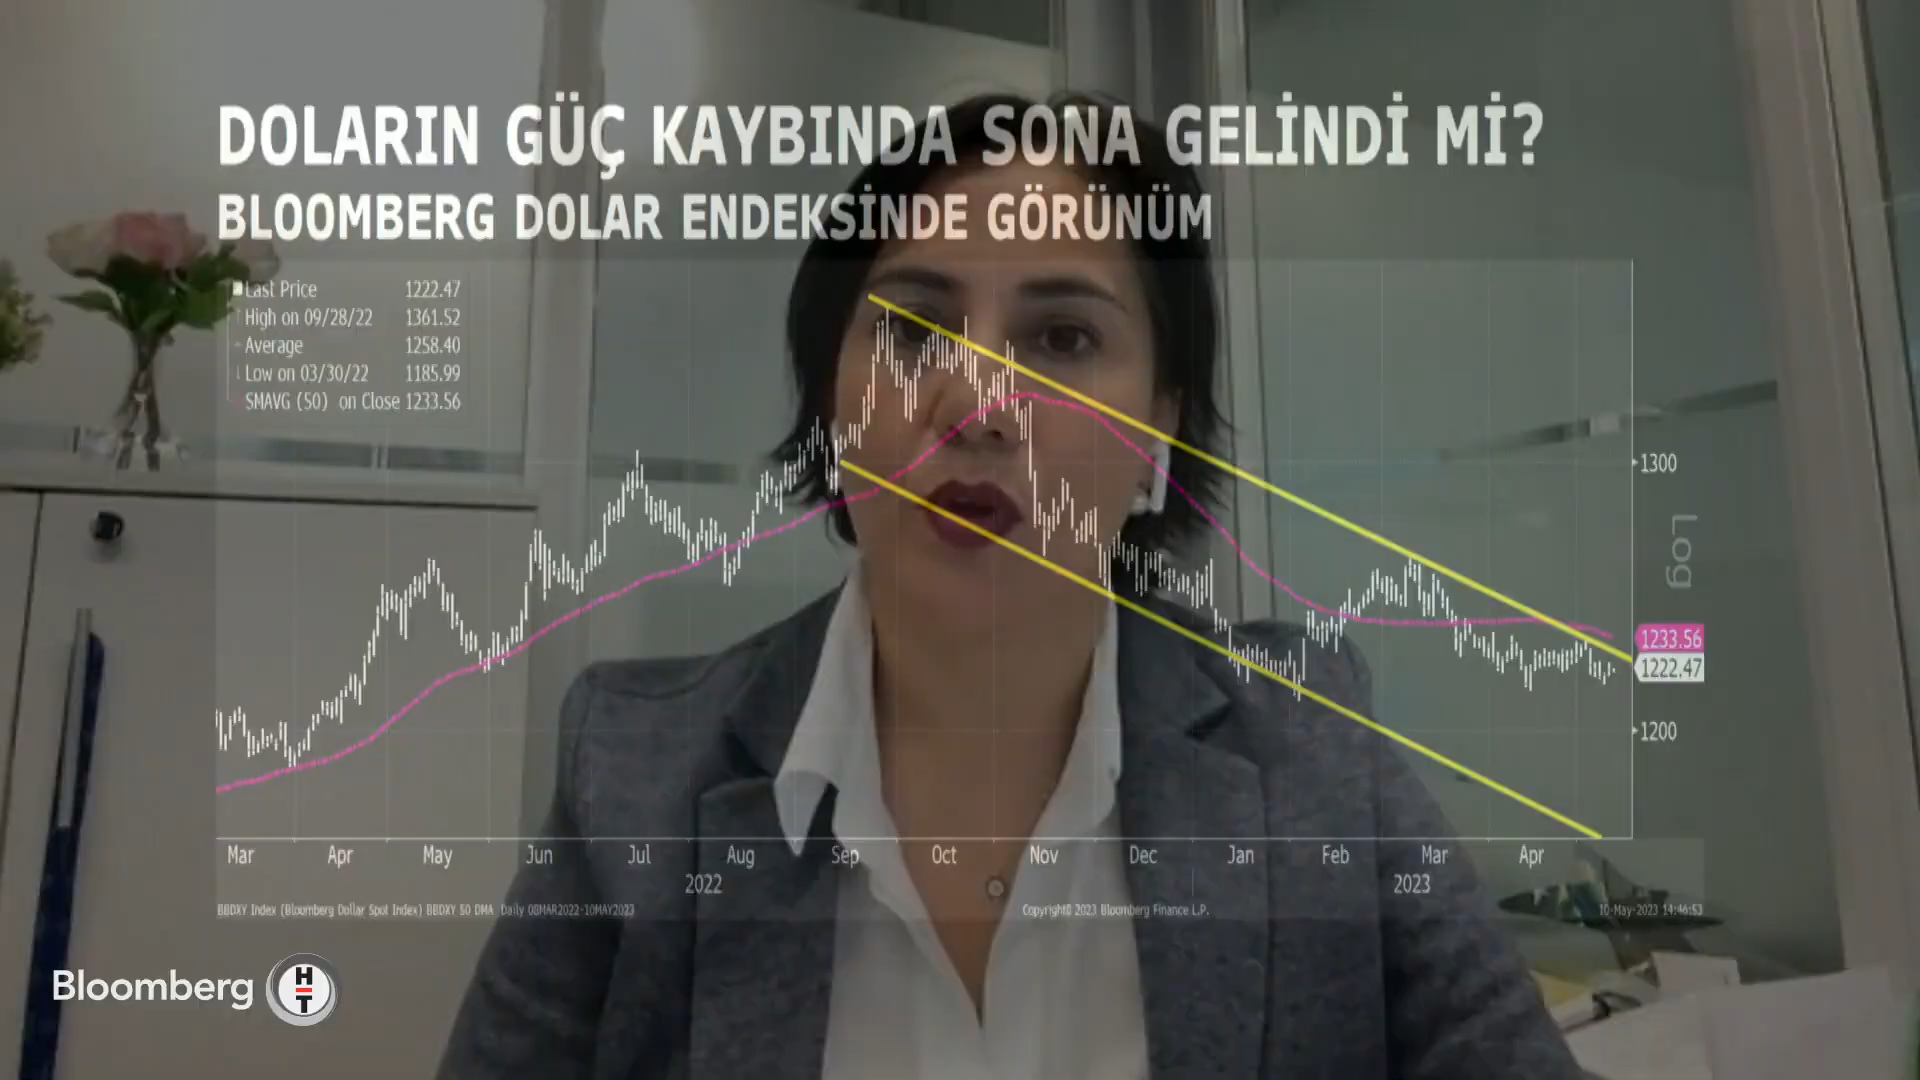 DOLARIN GÜÇ KAYBINDA SONA GELİNDİ Mİ?
BLOOMBERG DOLAR ENDEKSİNDE GÖRÜNÜM
Last Price 1222.47
High on 09/28/22 1361.52
Average 1258.40
Low on 03/30/22 1185.99
SMAVG (50) on Close 1233.56
1300
Log
1233.56
1222.47
1200
Mar Apr May Jun Jul Aug Sep Oct Nov Dec Jan Feb Mar Apr
2022 2023
BBDXY Index (Bloomberg Dollar Spot Index) BBDXY 50 DMA Daily 08MAR2022-10MAY2023 Copyright© 2023 Bloomberg Finance L.P. 10-May-2023 14:46:53
Bloomberg HT